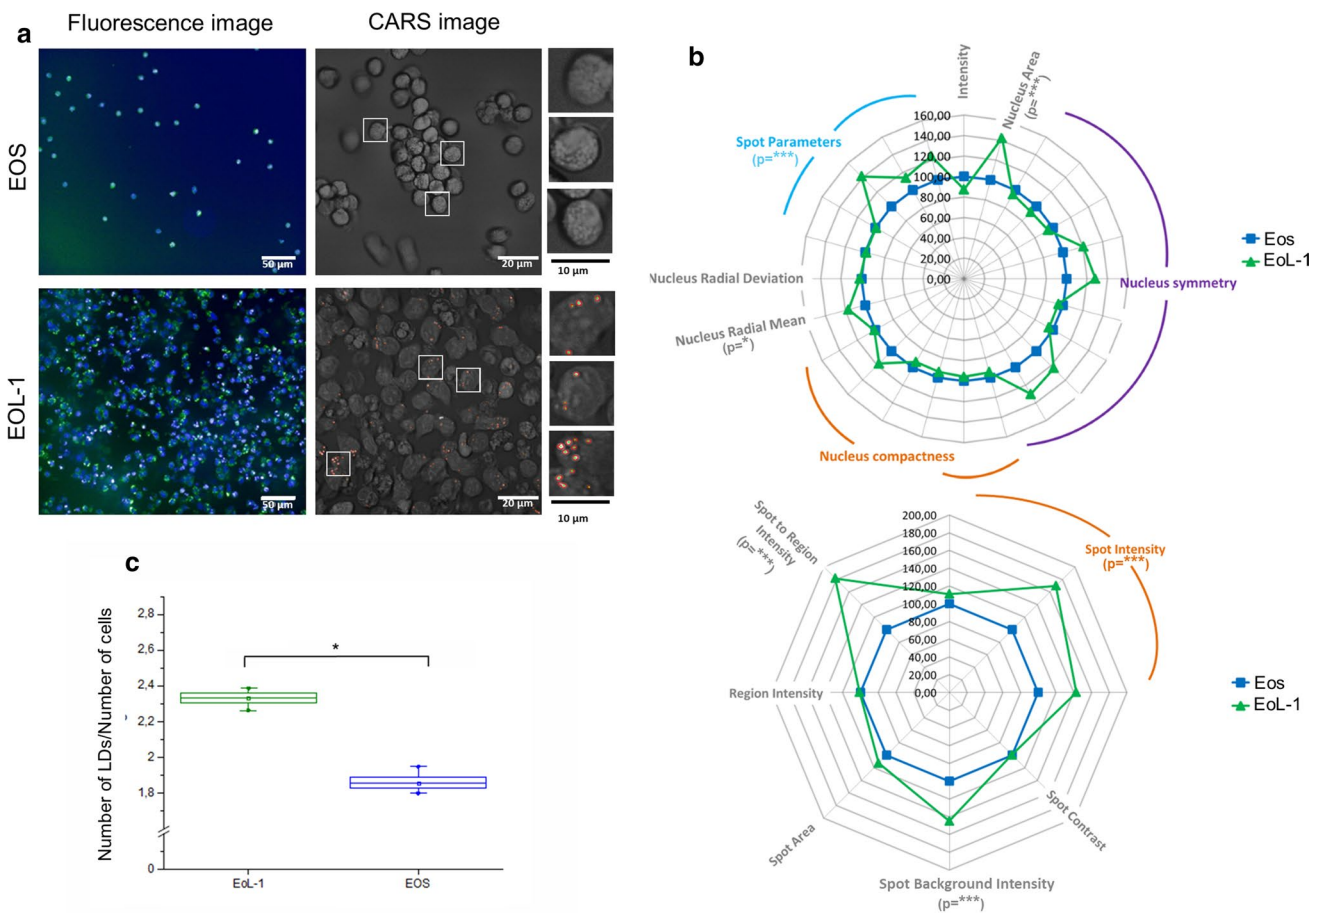 a
Fluorescence image
CARS image
EOS
50 µm
20 µm
10 µm
EOL-1
50 µm
20 µm
10 µm
b
Intensity
Nucleus Area
(p=***)
Spot Parameters
(p=***)
160,00
140,00
120,00
100,00
80,00
60,00
40,00
20,00
0,00
Nucleus Radial Deviation
Nucleus Radial Mean
(p=*)
Nucleus symmetry
Nucleus compactness
Eos
EoL-1
Spot to Region
Intensity
(p=***)
200,00
180,00
160,00
140,00
120,00
100,00
80,00
60,00
40,00
20,00
0,00
Spot Intensity
(p=***)
Region Intensity
Spot Area
Spot Contrast
Spot Background Intensity
(p=***)
Eos
EoL-1
c
Number of LDs/Number of cells
2,8
2,6
2,4
2,2
2
1,8
0
*
EoL-1
EOS